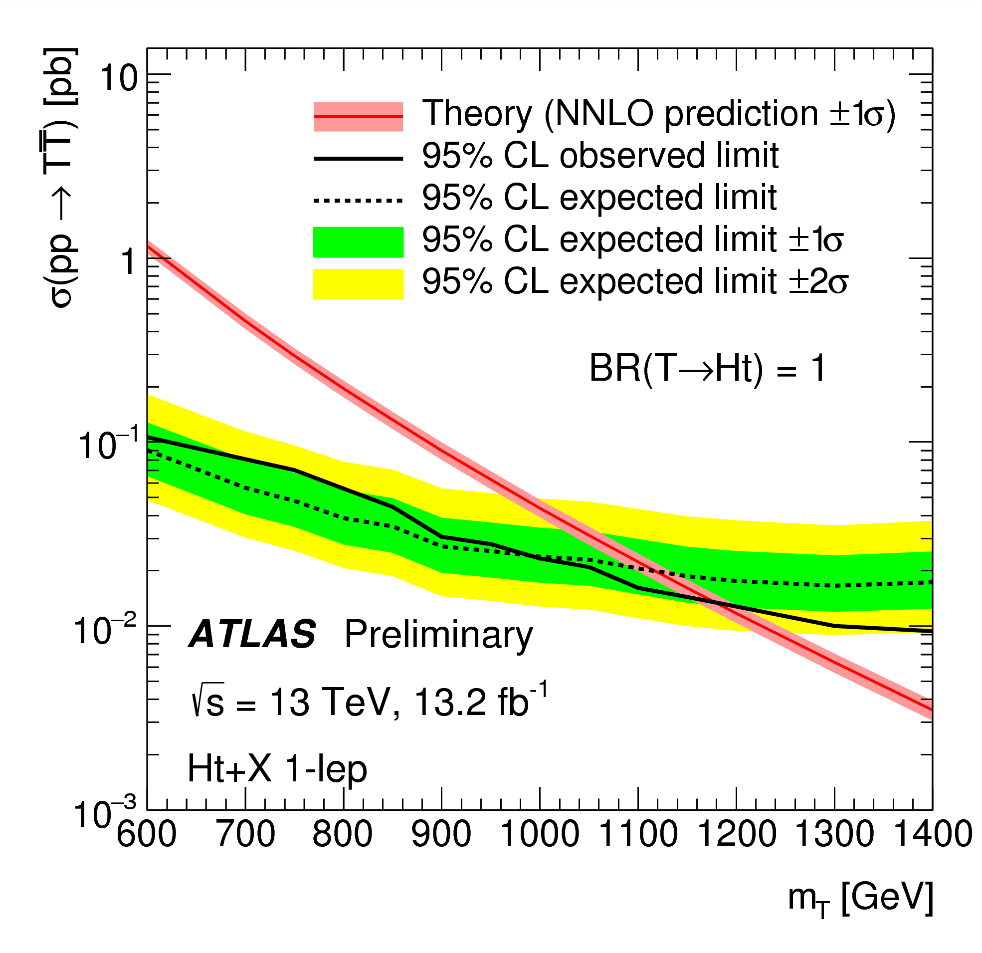 σ(pp → TT̅) [pb]
10
1
10⁻¹
10⁻²
10⁻³
Theory (NNLO prediction ±1σ)
95% CL observed limit
95% CL expected limit
95% CL expected limit ±1σ
95% CL expected limit ±2σ
BR(T→Ht) = 1
ATLAS Preliminary
√s = 13 TeV, 13.2 fb⁻¹
Ht+X 1-lep
600 700 800 900 1000 1100 1200 1300 1400
m_T [GeV]